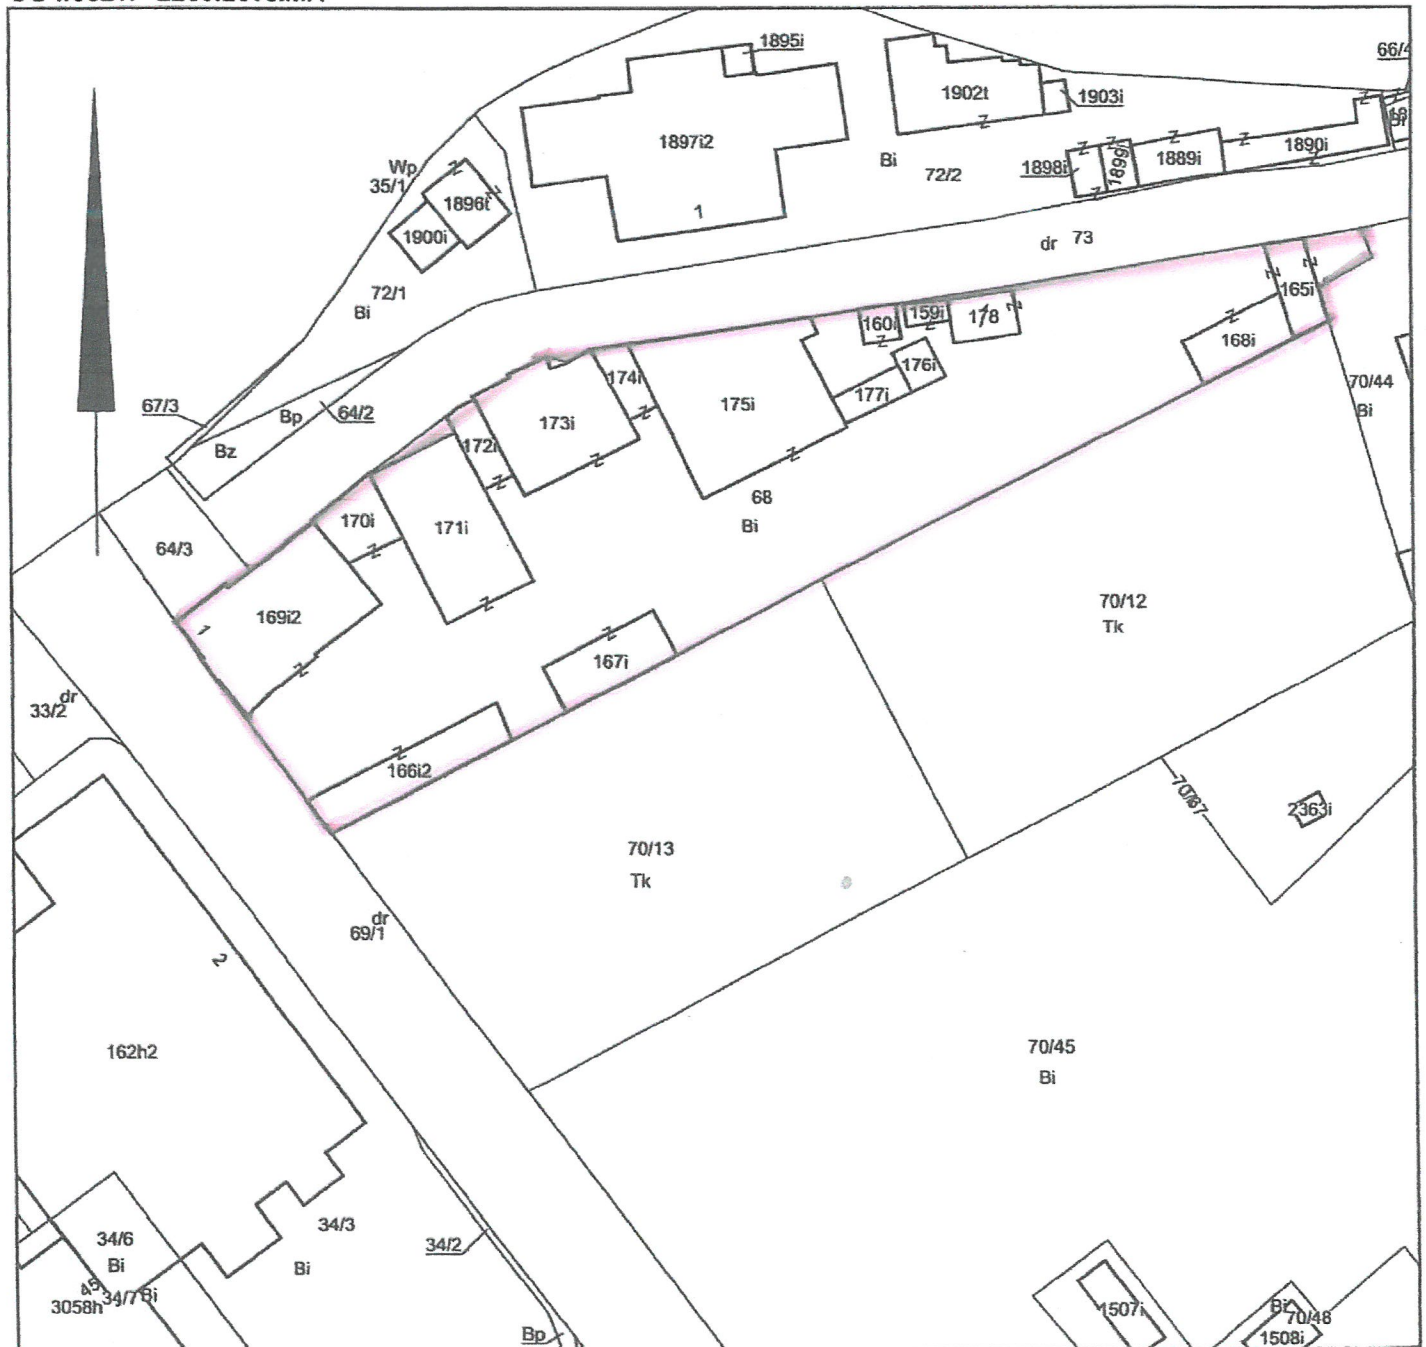 1895i
66/4
1902t
1903i
1897i2
Bi
72/2
1898i
1899i
1889i
1890i
Wp
35/1
1896t
1900i
1
dr 73
72/1
Bi
165i
160i
159i
178
168i
176i
177i
174i
175i
70/44
Bi
67/3
Bp
64/2
Bz
173i
172i
68
Bi
170i
171i
64/3
169i2
1
70/12
Tk
167i
dr
33/2
166i2
2363i
70/13
Tk
dr
69/1
2
162h2
70/45
Bi
34/3
Bi
34/2
34/6
Bi
45
34/7 Bi
3058h
Bp
1507i
Bi
70/48
1508i